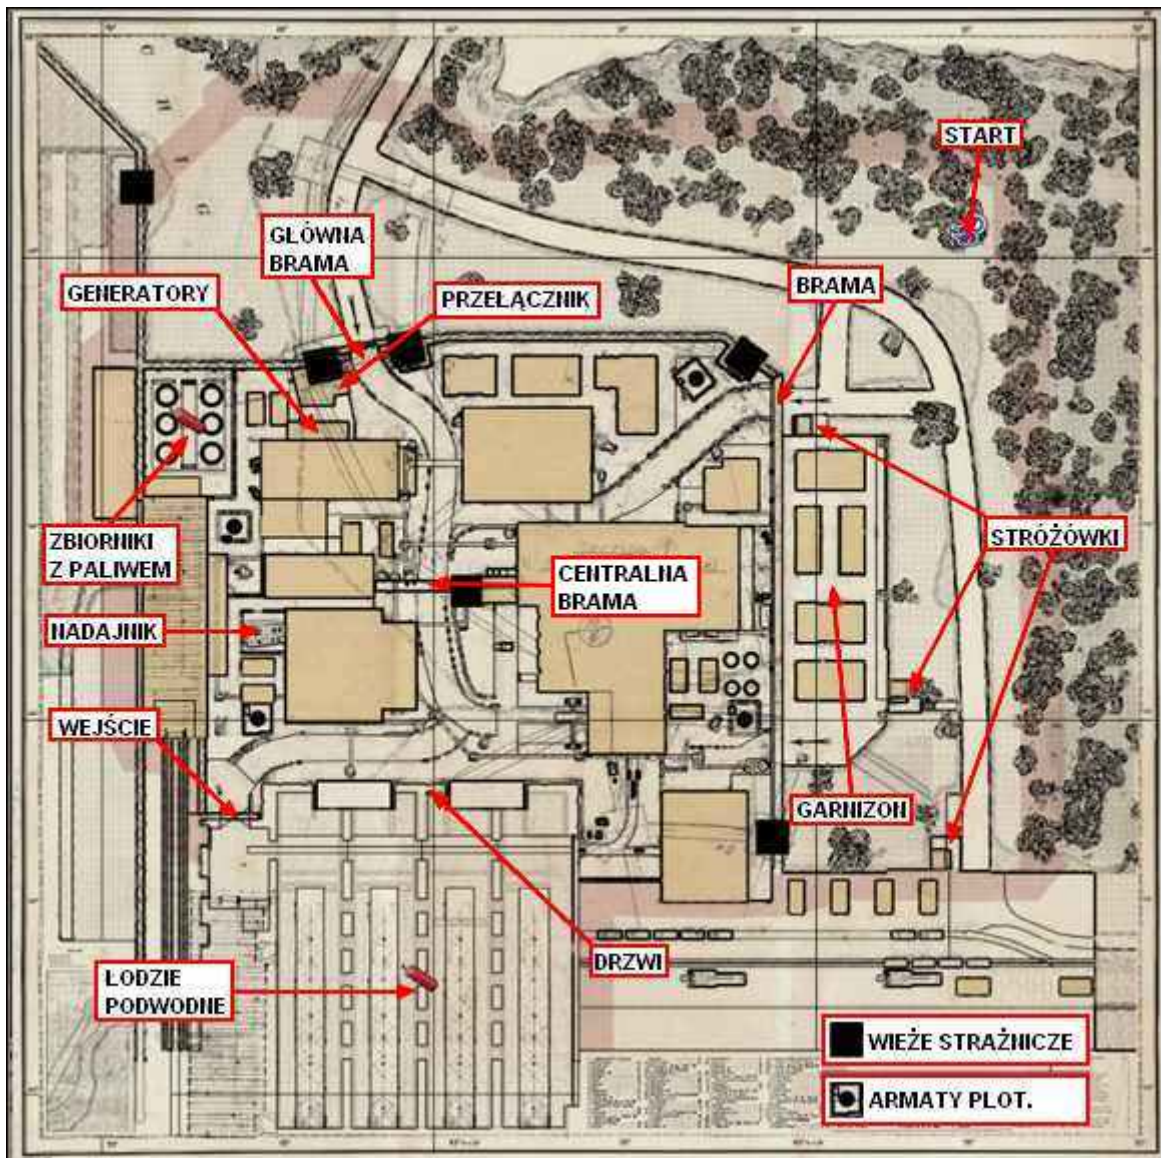 START
GŁÓWNA
BRAMA
GENERATORY
PRZEŁĄCZNIK
BRAMA
ZBIORNIKI
Z PALIWEM
STRÓŻÓWKI
CENTRALNA
BRAMA
NADAJNIK
WEJŚCIE
GARNIZON
DRZWI
ŁODZIE
PODWODNE
WIEŻE STRAŻNICZE
ARMATY PLOT.